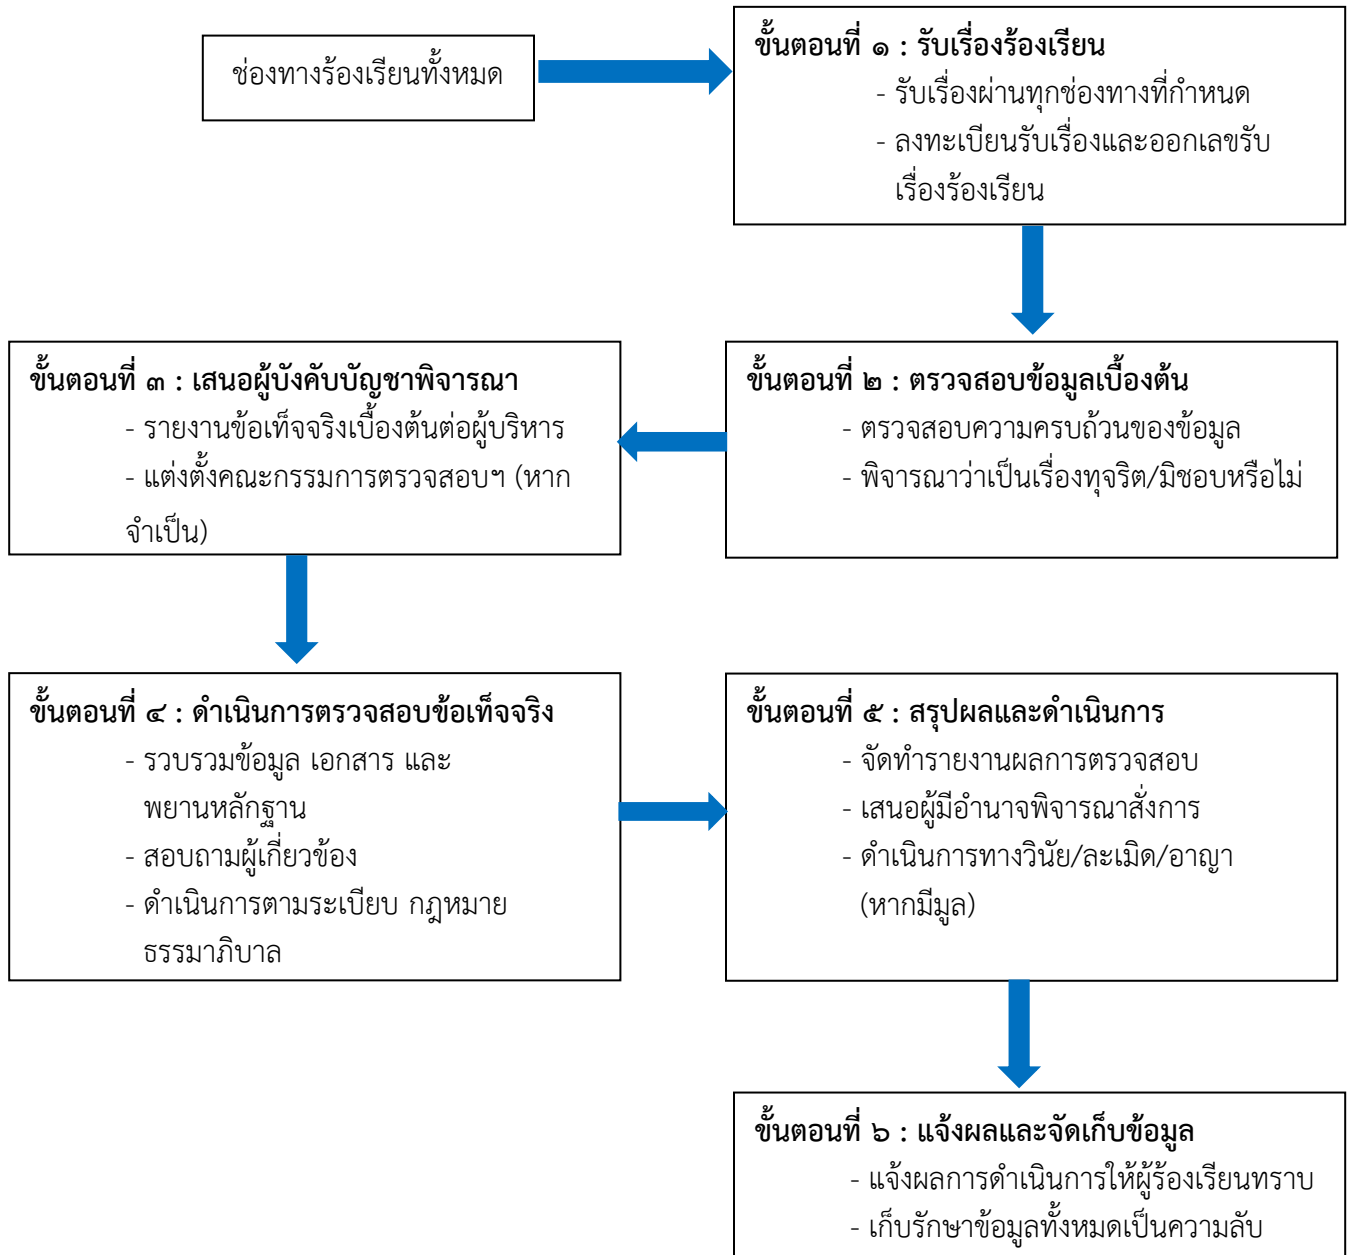 ช่องทางร้องเรียนทั้งหมด
ขั้นตอนที่ ๑ : รับเรื่องร้องเรียน
- รับเรื่องผ่านทุกช่องทางที่กำหนด
- ลงทะเบียนรับเรื่องและออกเลขรับ
เรื่องร้องเรียน
ขั้นตอนที่ ๒ : ตรวจสอบข้อมูลเบื้องต้น
- ตรวจสอบความครบถ้วนของข้อมูล
- พิจารณาว่าเป็นเรื่องทุจริต/มิชอบหรือไม่
ขั้นตอนที่ ๓ : เสนอผู้บังคับบัญชาพิจารณา
- รายงานข้อเท็จจริงเบื้องต้นต่อผู้บริหาร
- แต่งตั้งคณะกรรมการตรวจสอบฯ (หาก
จำเป็น)
ขั้นตอนที่ ๔ : ดำเนินการตรวจสอบข้อเท็จจริง
- รวบรวมข้อมูล เอกสาร และ
พยานหลักฐาน
- สอบถามผู้เกี่ยวข้อง
- ดำเนินการตามระเบียบ กฎหมาย
ธรรมาภิบาล
ขั้นตอนที่ ๕ : สรุปผลและดำเนินการ
- จัดทำรายงานผลการตรวจสอบ
- เสนอผู้มีอำนาจพิจารณาสั่งการ
- ดำเนินการทางวินัย/ละเมิด/อาญา
(หากมีมูล)
ขั้นตอนที่ ๖ : แจ้งผลและจัดเก็บข้อมูล
- แจ้งผลการดำเนินการให้ผู้ร้องเรียนทราบ
- เก็บรักษาข้อมูลทั้งหมดเป็นความลับ